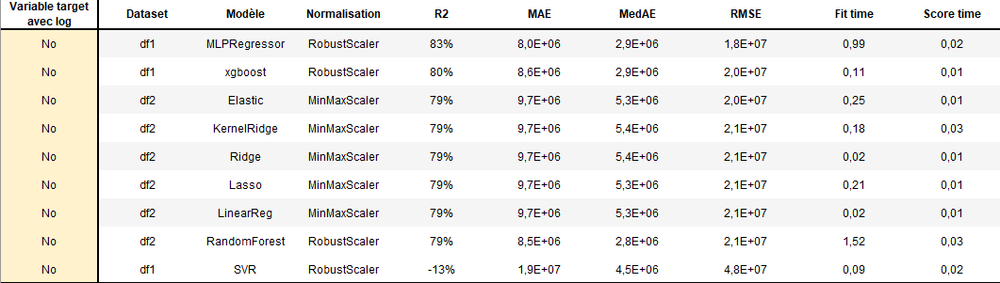 Variable target avec log Dataset Modèle Normalisation R2 MAE MedAE RMSE Fit time Score time
No df1 MLPRegressor RobustScaler 83% 8,0E+06 2,9E+06 1,8E+07 0,99 0,02
No df1 xgboost RobustScaler 80% 8,6E+06 2,9E+06 2,0E+07 0,11 0,01
No df2 Elastic MinMaxScaler 79% 9,7E+06 5,3E+06 2,0E+07 0,25 0,01
No df2 KernelRidge MinMaxScaler 79% 9,7E+06 5,4E+06 2,1E+07 0,18 0,03
No df2 Ridge MinMaxScaler 79% 9,7E+06 5,4E+06 2,1E+07 0,02 0,01
No df2 Lasso MinMaxScaler 79% 9,7E+06 5,3E+06 2,1E+07 0,21 0,01
No df2 LinearReg MinMaxScaler 79% 9,7E+06 5,3E+06 2,1E+07 0,02 0,01
No df2 RandomForest RobustScaler 79% 8,5E+06 2,8E+06 2,1E+07 1,52 0,03
No df1 SVR RobustScaler -13% 1,9E+07 4,5E+06 4,8E+07 0,09 0,02